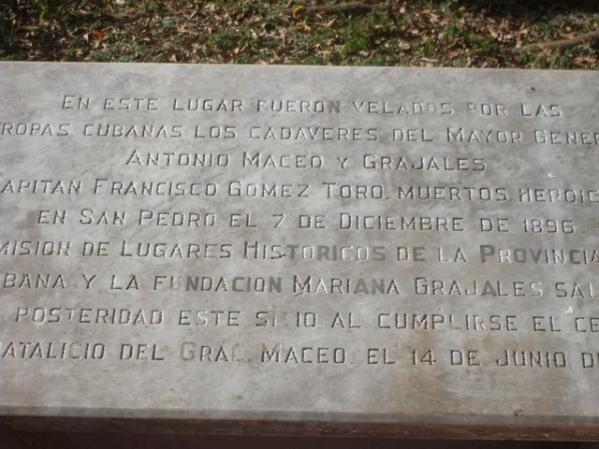 EN ESTE LUGAR FUERON VELADOS POR LAS
ROPAS CUBANAS LOS CADAVERES DEL MAYOR GENER
ANTONIO MACEO Y GRAJALES
APITAN FRANCISCO GOMEZ TORO. MUERTOS HEROIC
EN SAN PEDRO EL 7 DE DICIEMBRE DE 1896.
MISION DE LUGARES HISTORICOS DE LA PROVINCIA
BANA Y LA FUNDACION MARIANA GRAJALES SAL
POSTERIDAD ESTE SITIO AL CUMPLIRSE EL CE
ATALICIO DEL GRAL. MACEO, EL 14 DE JUNIO DE